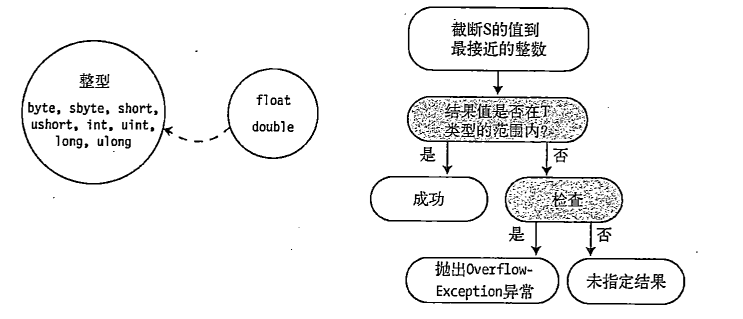 整型
byte, sbyte, short,
ushort, int, uint,
long, ulong
float
double
截断S的值到
最接近的整数
结果值是否在T
类型的范围内?
是
否
成功
检查
是
否
抛出Overflow-
Exception异常
未指定结果